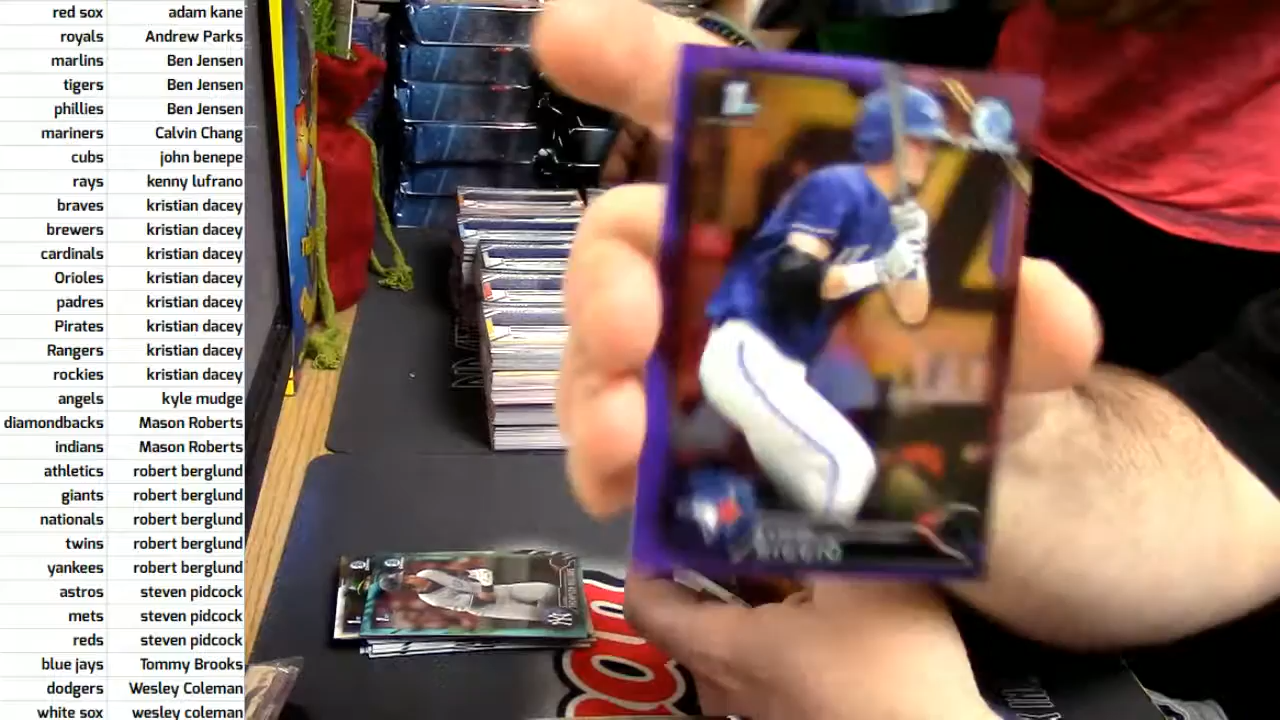 red sox adam kane
royals Andrew Parks
marlins Ben Jensen
tigers Ben Jensen
phillies Ben Jensen
mariners Calvin Chang
cubs john benepe
rays kenny lufrano
braves kristian dacey
brewers kristian dacey
cardinals kristian dacey
Orioles kristian dacey
padres kristian dacey
Pirates kristian dacey
Rangers kristian dacey
rockies kristian dacey
angels kyle mudge
diamondbacks Mason Roberts
indians Mason Roberts
athletics robert berglund
giants robert berglund
nationals robert berglund
twins robert berglund
yankees robert berglund
astros steven pidcock
mets steven pidcock
reds steven pidcock
blue jays Tommy Brooks
dodgers Wesley Coleman
white sox wesley coleman